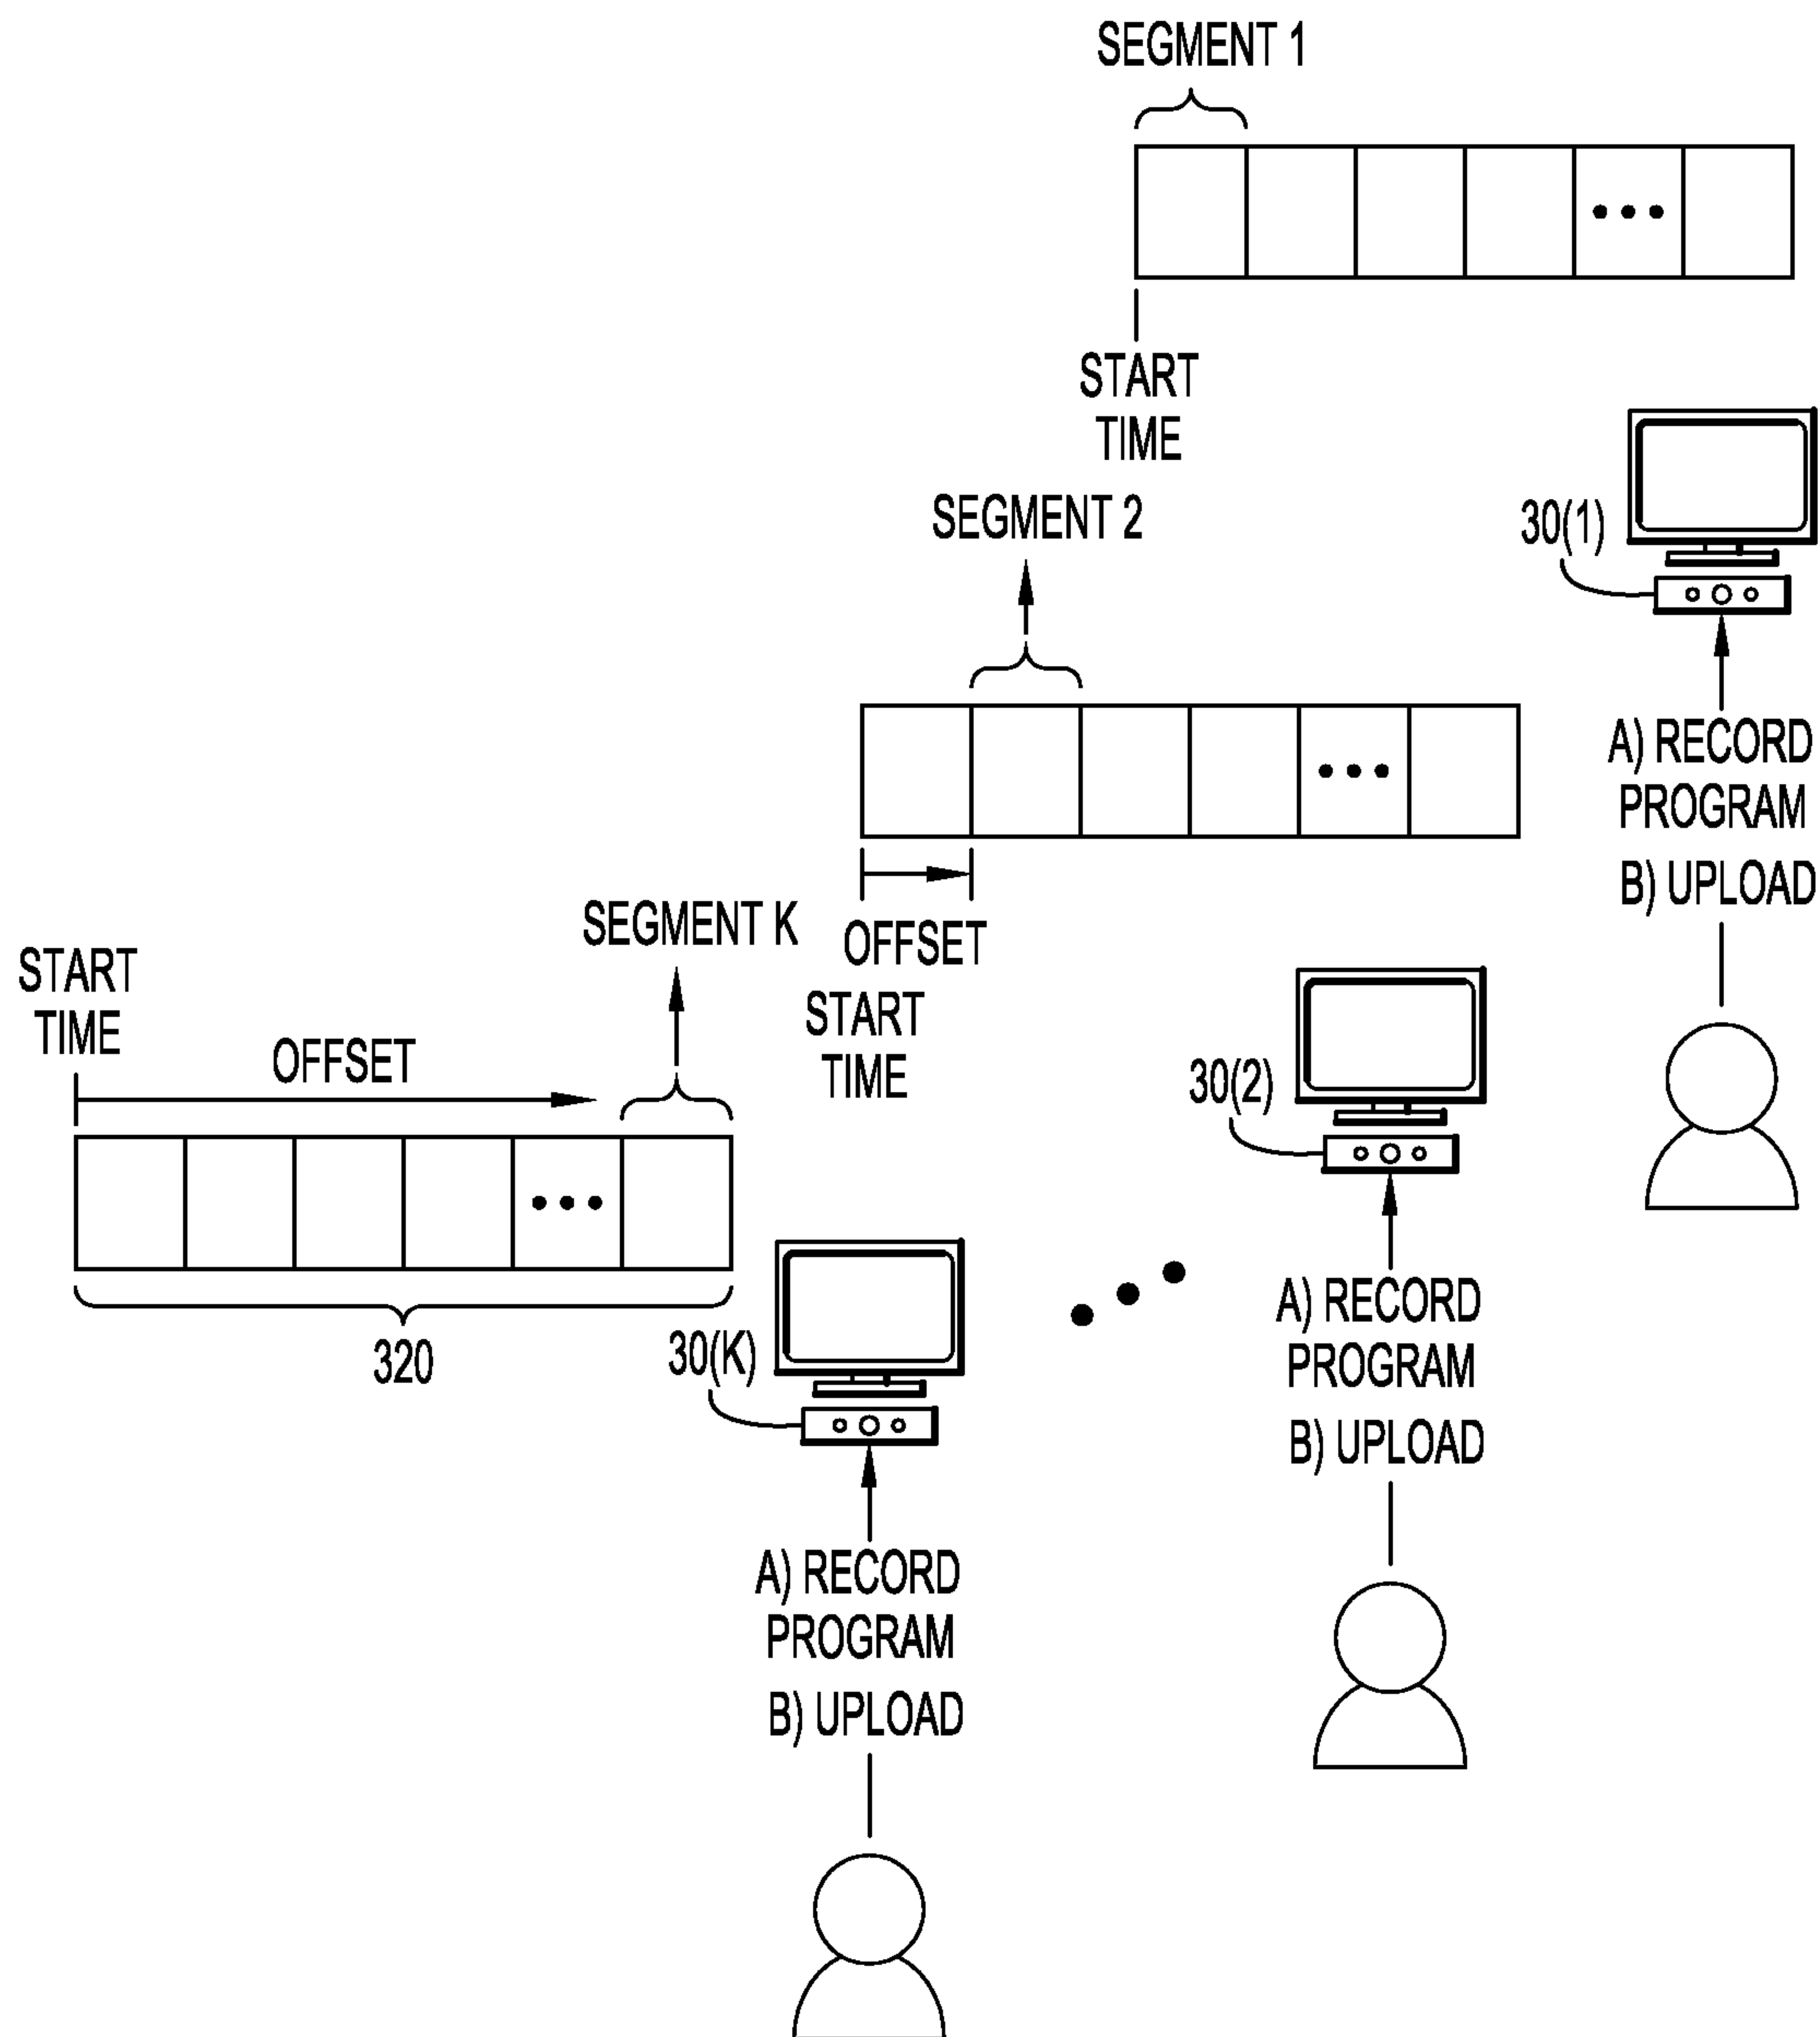 SEGMENT 1
START
TIME
SEGMENT 2
30(1)
A) RECORD
PROGRAM
B) UPLOAD
SEGMENT K
OFFSET
START
TIME
START
TIME
OFFSET
30(2)
A) RECORD
PROGRAM
B) UPLOAD
320
30(K)
A) RECORD
PROGRAM
B) UPLOAD